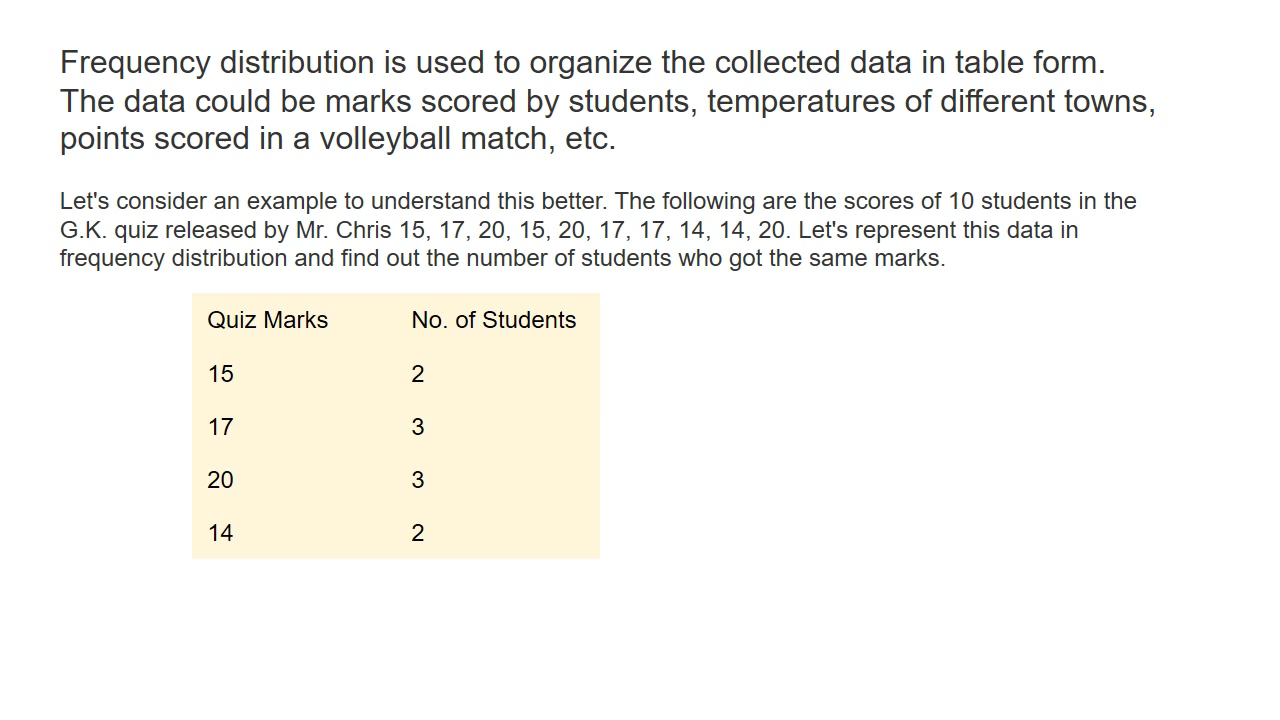 Frequency distribution is used to organize the collected data in table form.
The data could be marks scored by students, temperatures of different towns,
points scored in a volleyball match, etc.
Let's consider an example to understand this better. The following are the scores of 10 students in the
G.K. quiz released by Mr. Chris 15, 17, 20, 15, 20, 17, 17, 14, 14, 20. Let's represent this data in
frequency distribution and find out the number of students who got the same marks.
Quiz Marks No. of Students
15 2
17 3
20 3
14 2